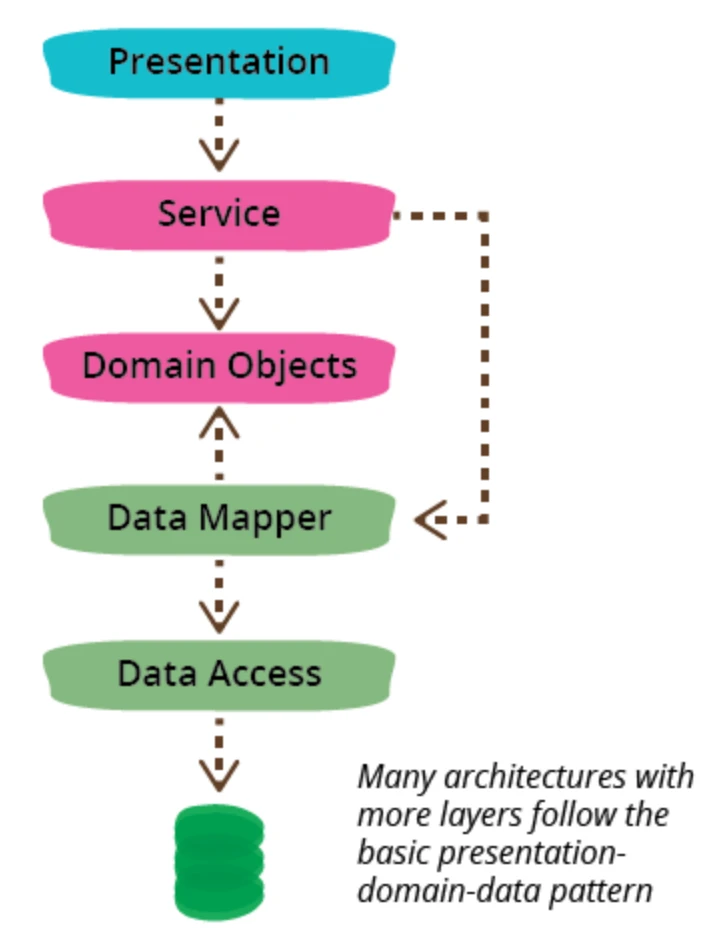 Presentation
Service
Domain Objects
Data Mapper
Data Access
Many architectures with
more layers follow the
basic presentation-
domain-data pattern